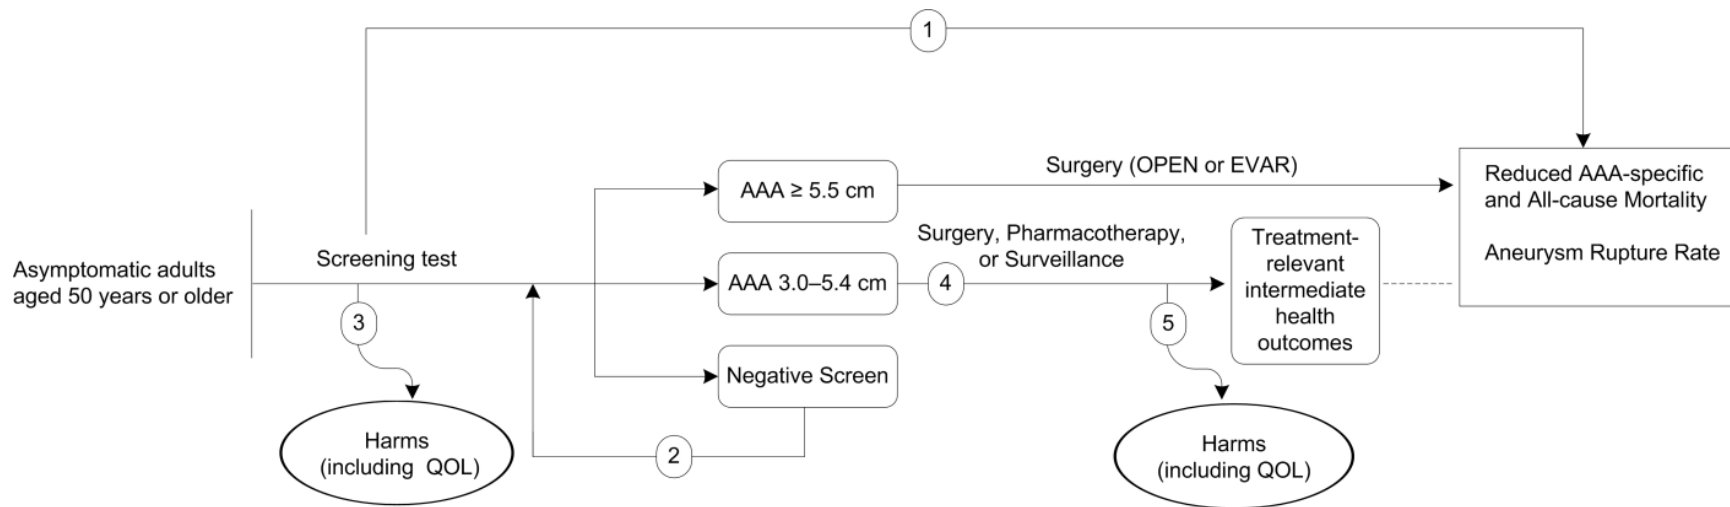 1
Asymptomatic adults
aged 50 years or older
Screening test
3
Harms
(including QOL)
AAA ≥ 5.5 cm
AAA 3.0–5.4 cm
Negative Screen
2
Surgery (OPEN or EVAR)
Surgery, Pharmacotherapy,
or Surveillance
4
5
Harms
(including QOL)
Treatment-
relevant
intermediate
health
outcomes
Reduced AAA-specific
and All-cause Mortality
Aneurysm Rupture Rate